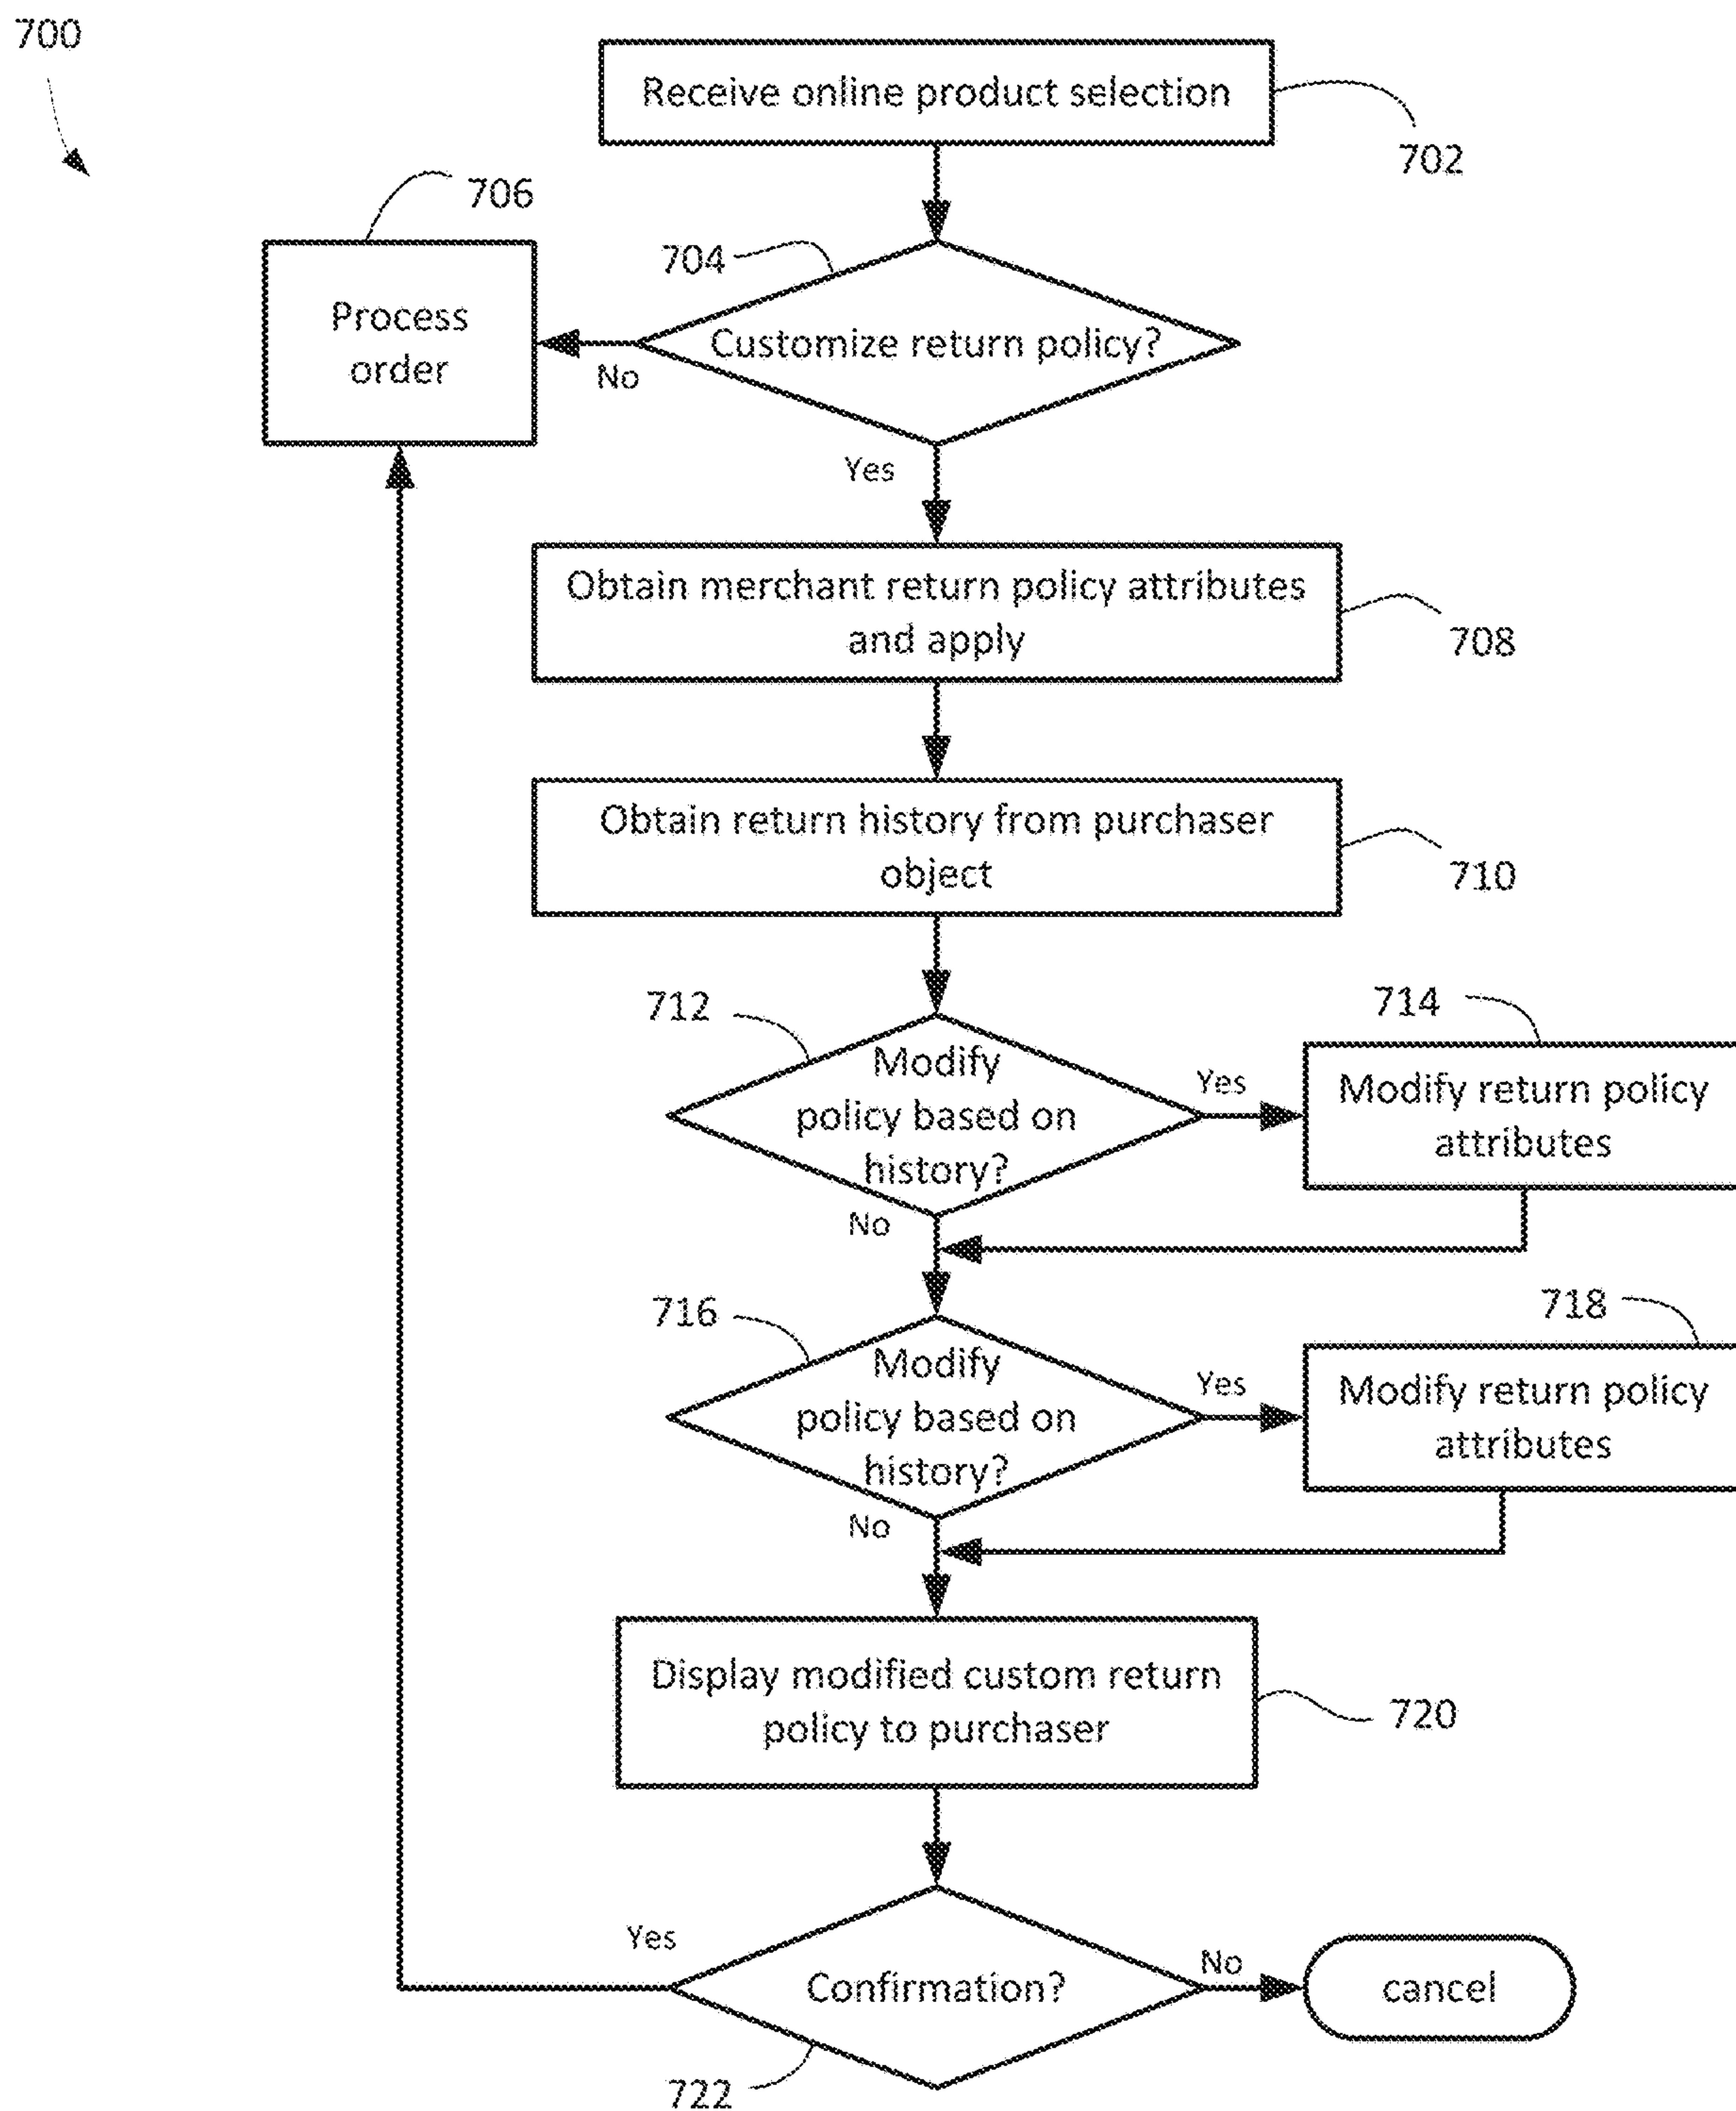 700
Receive online product selection
702
706
704
Process
order
Customize return policy?
No
Yes
Obtain merchant return policy attributes
and apply
708
Obtain return history from purchaser
object
710
712
Modify
policy based on
history?
Yes
714
Modify return policy
attributes
No
716
Modify
policy based on
history?
Yes
718
Modify return policy
attributes
No
Display modified custom return
policy to purchaser
720
Yes
Confirmation?
No
cancel
722